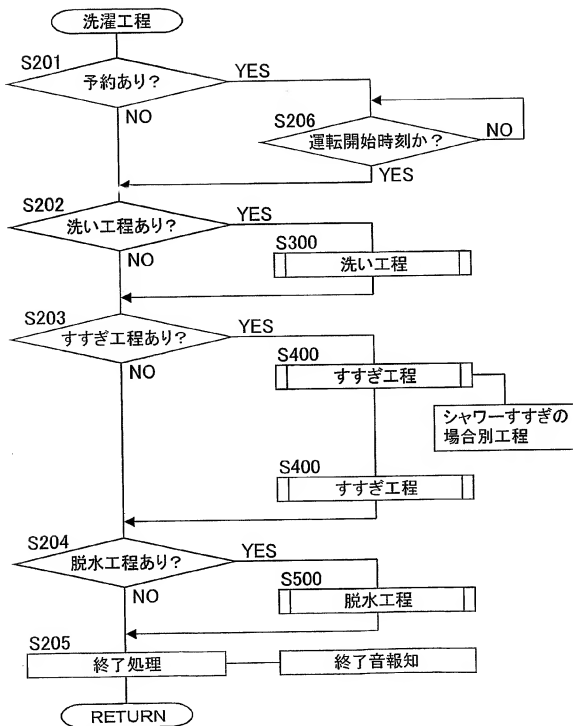 洗濯工程
S201
予約あり?
YES
NO
S206
運転開始時刻か?
NO
YES
S202
洗い工程あり?
YES
NO
S300
洗い工程
S203
すすぎ工程あり?
YES
NO
S400
すすぎ工程
シャワーすすぎの
場合別工程
S400
すすぎ工程
S204
脱水工程あり?
YES
NO
S500
脱水工程
S205
終了処理
終了音報知
RETURN